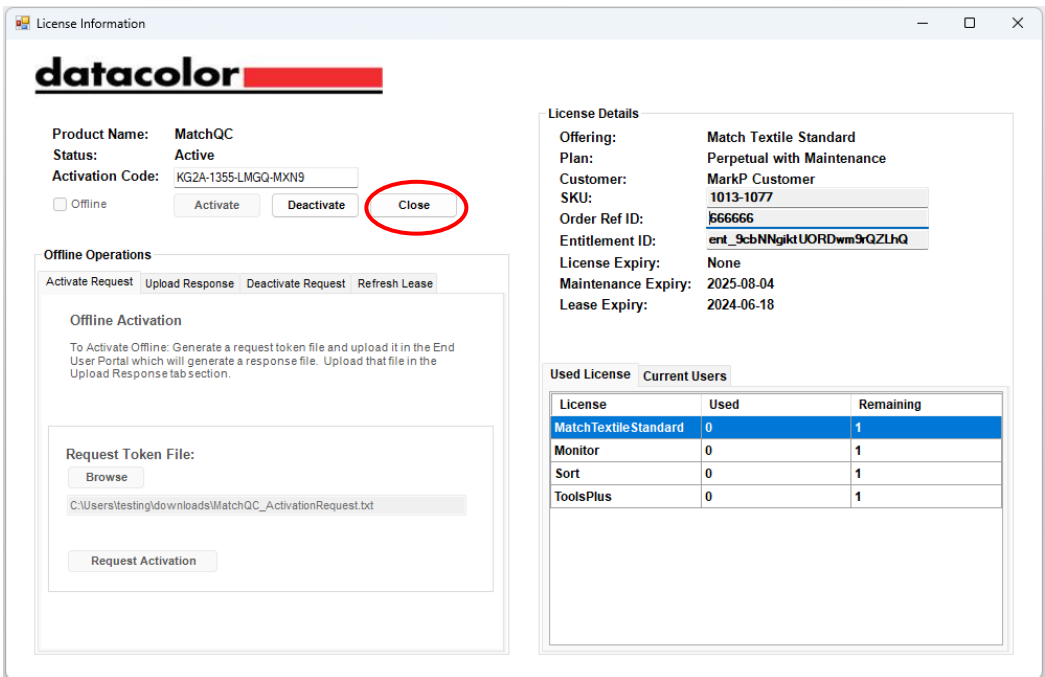 License Information
datacolor
Product Name: MatchQC
Status: Active
Activation Code: KG2A-1355-LMGQ-MXN9
Offline Activate Deactivate Close
Offline Operations
Activate Request Upload Response Deactivate Request Refresh Lease
Offline Activation
To Activate Offline: Generate a request token file and upload it in the End
User Portal which will generate a response file. Upload that file in the
Upload Response tab section.
Request Token File:
Browse
C:\Users\testing\downloads\MatchQC_ActivationRequest.txt
Request Activation
License Details
Offering: Match Textile Standard
Plan: Perpetual with Maintenance
Customer: MarkP Customer
SKU: 1013-1077
Order Ref ID: 666666
Entitlement ID: ent_9cbNNgiktUORDwm9rQZLhQ
License Expiry: None
Maintenance Expiry: 2025-08-04
Lease Expiry: 2024-06-18
Used License Current Users
License Used Remaining
MatchTextileStandard 0 1
Monitor 0 1
Sort 0 1
ToolsPlus 0 1